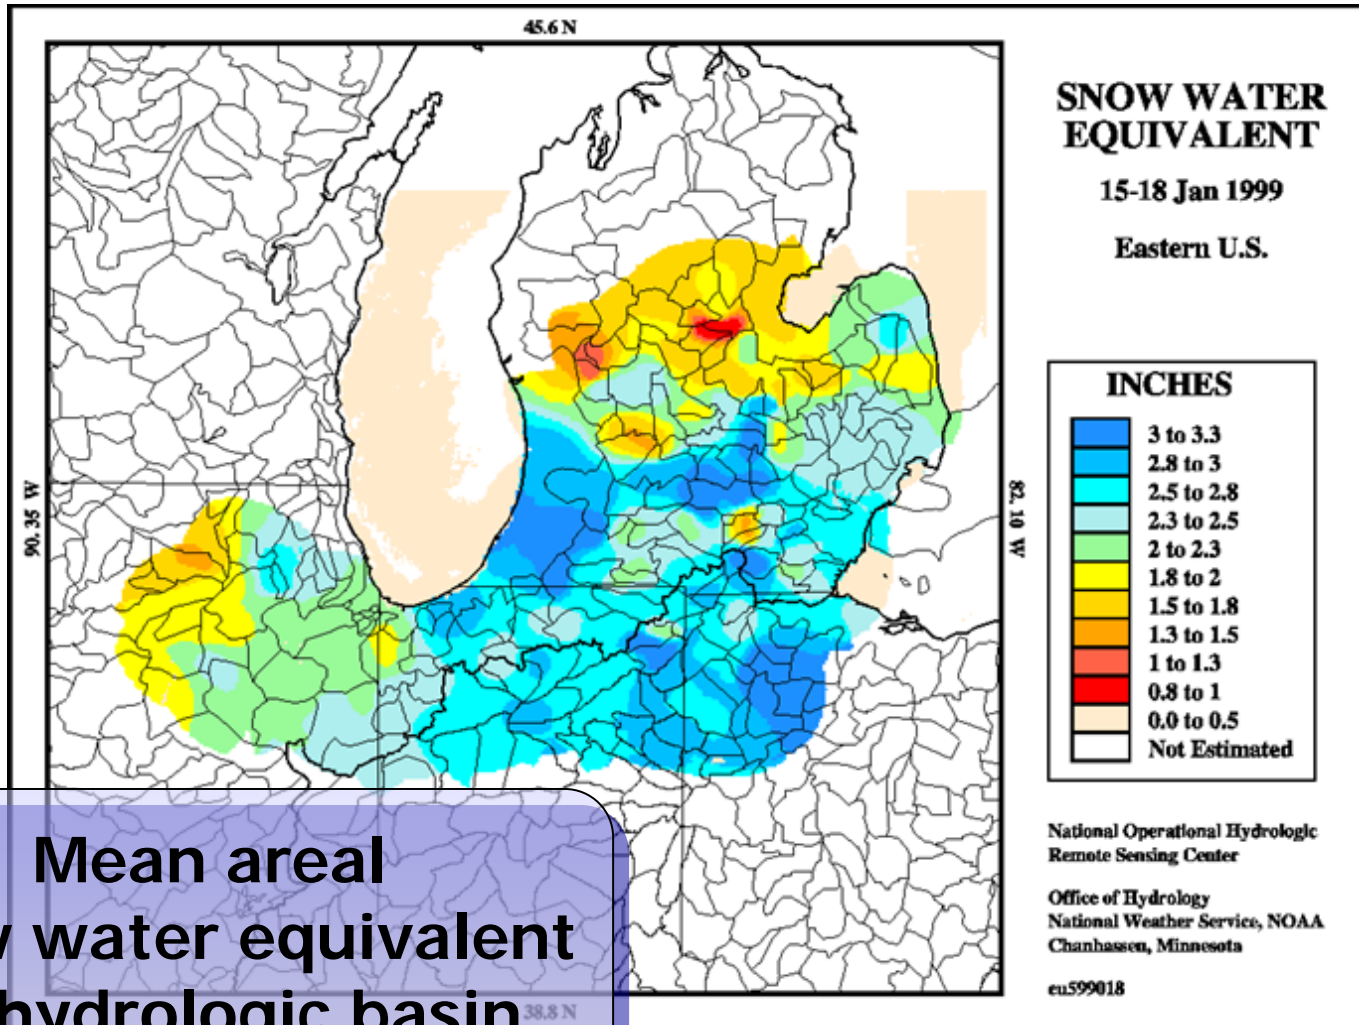 45.6 N
SNOW WATER
EQUIVALENT
15-18 Jan 1999
Eastern U.S.
90. 35 W
82. 10 W
INCHES
3 to 3.3
2.8 to 3
2.5 to 2.8
2.3 to 2.5
2 to 2.3
1.8 to 2
1.5 to 1.8
1.3 to 1.5
1 to 1.3
0.8 to 1
0.0 to 0.5
Not Estimated
National Operational Hydrologic
Remote Sensing Center
Office of Hydrology
National Weather Service, NOAA
Chanhassen, Minnesota
eu599018
Mean areal
water equivalent
hydrologic basin
38.8 N